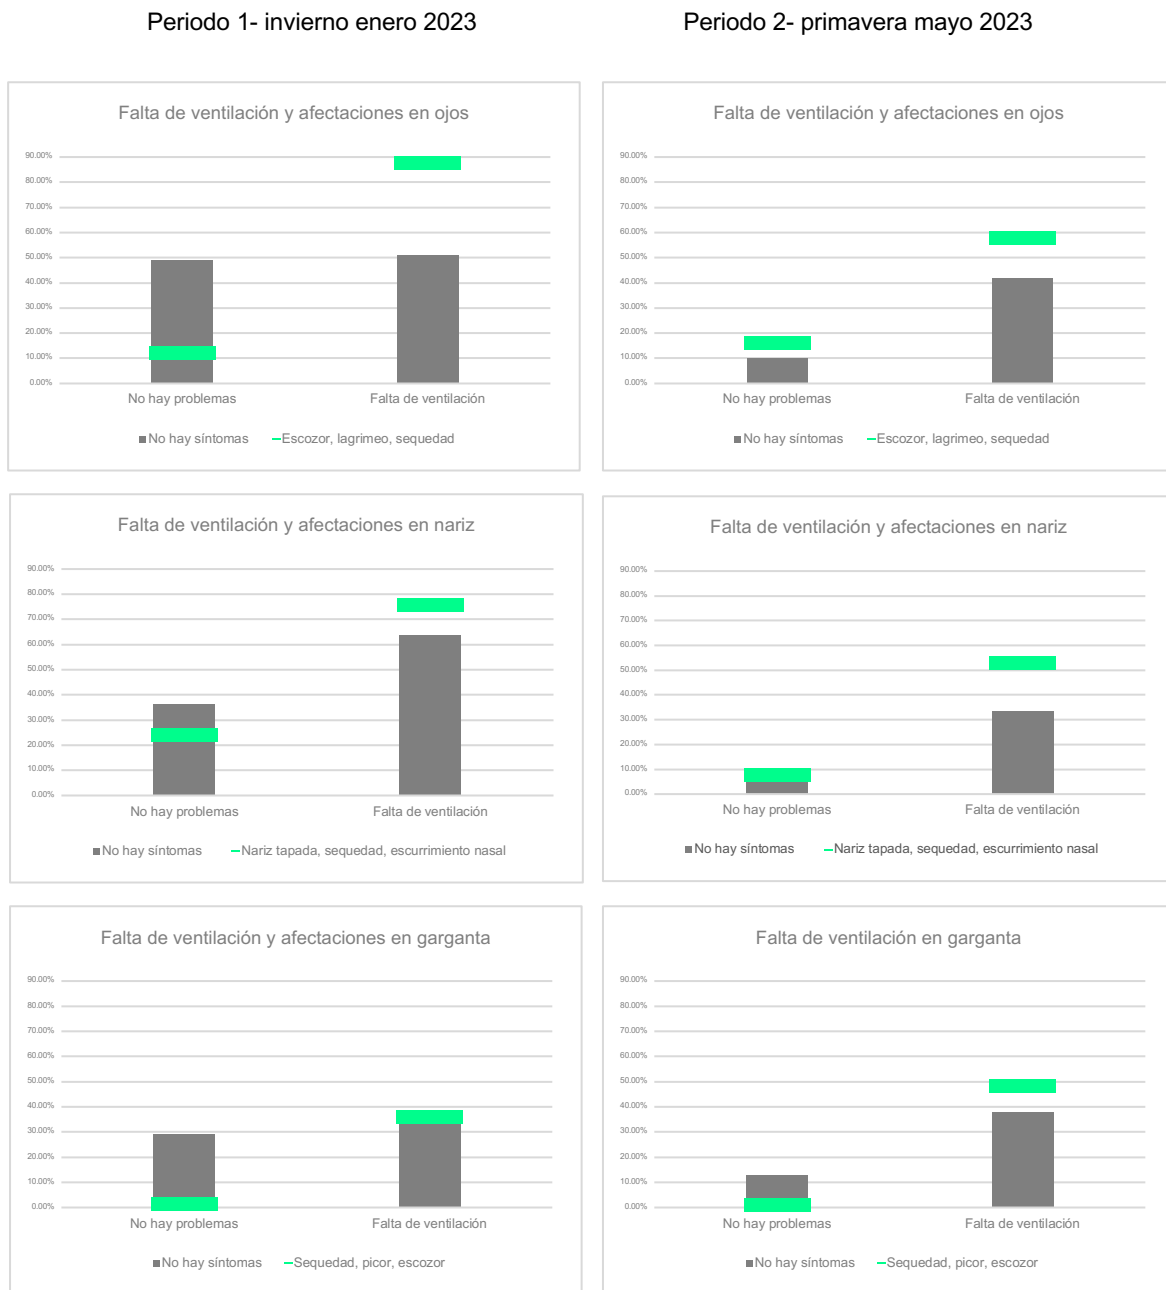 Periodo 1- invierno enero 2023
Periodo 2- primavera mayo 2023
Falta de ventilación y afectaciones en ojos
90.00%
80.00%
70.00%
60.00%
50.00%
40.00%
30.00%
20.00%
10.00%
0.00%
No hay problemas
Falta de ventilación
No hay síntomas
Escozor, lagrimeo, sequedad
Falta de ventilación y afectaciones en ojos
90.00%
80.00%
70.00%
60.00%
50.00%
40.00%
30.00%
20.00%
10.00%
0.00%
No hay problemas
Falta de ventilación
No hay síntomas
Escozor, lagrimeo, sequedad
Falta de ventilación y afectaciones en nariz
90.00%
80.00%
70.00%
60.00%
50.00%
40.00%
30.00%
20.00%
10.00%
0.00%
No hay problemas
Falta de ventilación
No hay síntomas
Nariz tapada, sequedad, escurrimiento nasal
Falta de ventilación y afectaciones en nariz
90.00%
80.00%
70.00%
60.00%
50.00%
40.00%
30.00%
20.00%
10.00%
0.00%
No hay problemas
Falta de ventilación
No hay síntomas
Nariz tapada, sequedad, escurrimiento nasal
Falta de ventilación y afectaciones en garganta
90.00%
80.00%
70.00%
60.00%
50.00%
40.00%
30.00%
20.00%
10.00%
0.00%
No hay problemas
Falta de ventilación
No hay síntomas
Sequedad, picor, escozor
Falta de ventilación en garganta
90.00%
80.00%
70.00%
60.00%
50.00%
40.00%
30.00%
20.00%
10.00%
0.00%
No hay problemas
Falta de ventilación
No hay síntomas
Sequedad, picor, escozor